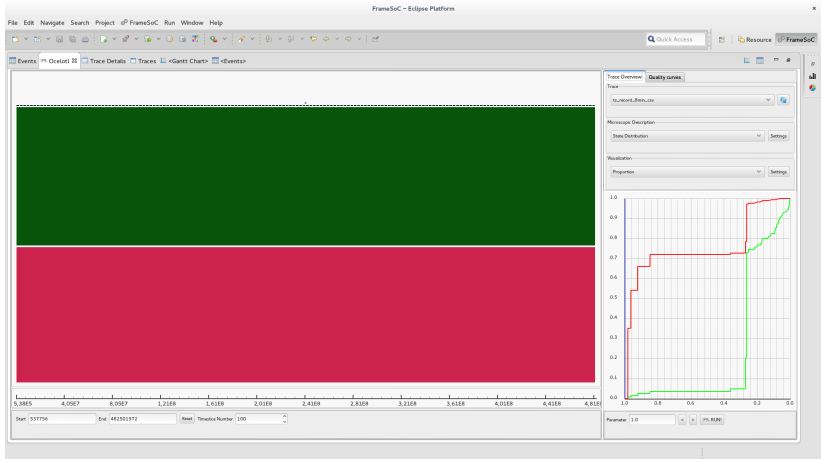 FrameSoC - Eclipse Platform
File Edit Navigate Search Project FrameSoC Run Window Help
Quick Access Resource FrameSoC
Events Ocelotl Trace Details Traces <Gantt Chart> <Events>
Trace Overview Quality curves
Trace
Microscopic Description
State Distribution Settings
Visualization
Proportion Settings
1.0
0.9
0.8
0.7
0.6
0.5
0.4
0.3
0.2
0.1
0.0
1.0 0.8 0.6 0.4 0.2 0.0
5,38E5 4,05E7 8,05E7 1,21E8 1,61E8 2,01E8 2,41E8 2,81E8 3,21E8 3,61E8 4,01E8 4,41E8 4,81E
Start 537756 End 482501972 Reset Timeslice Number 100
Parameter 1.0 < > RUN!